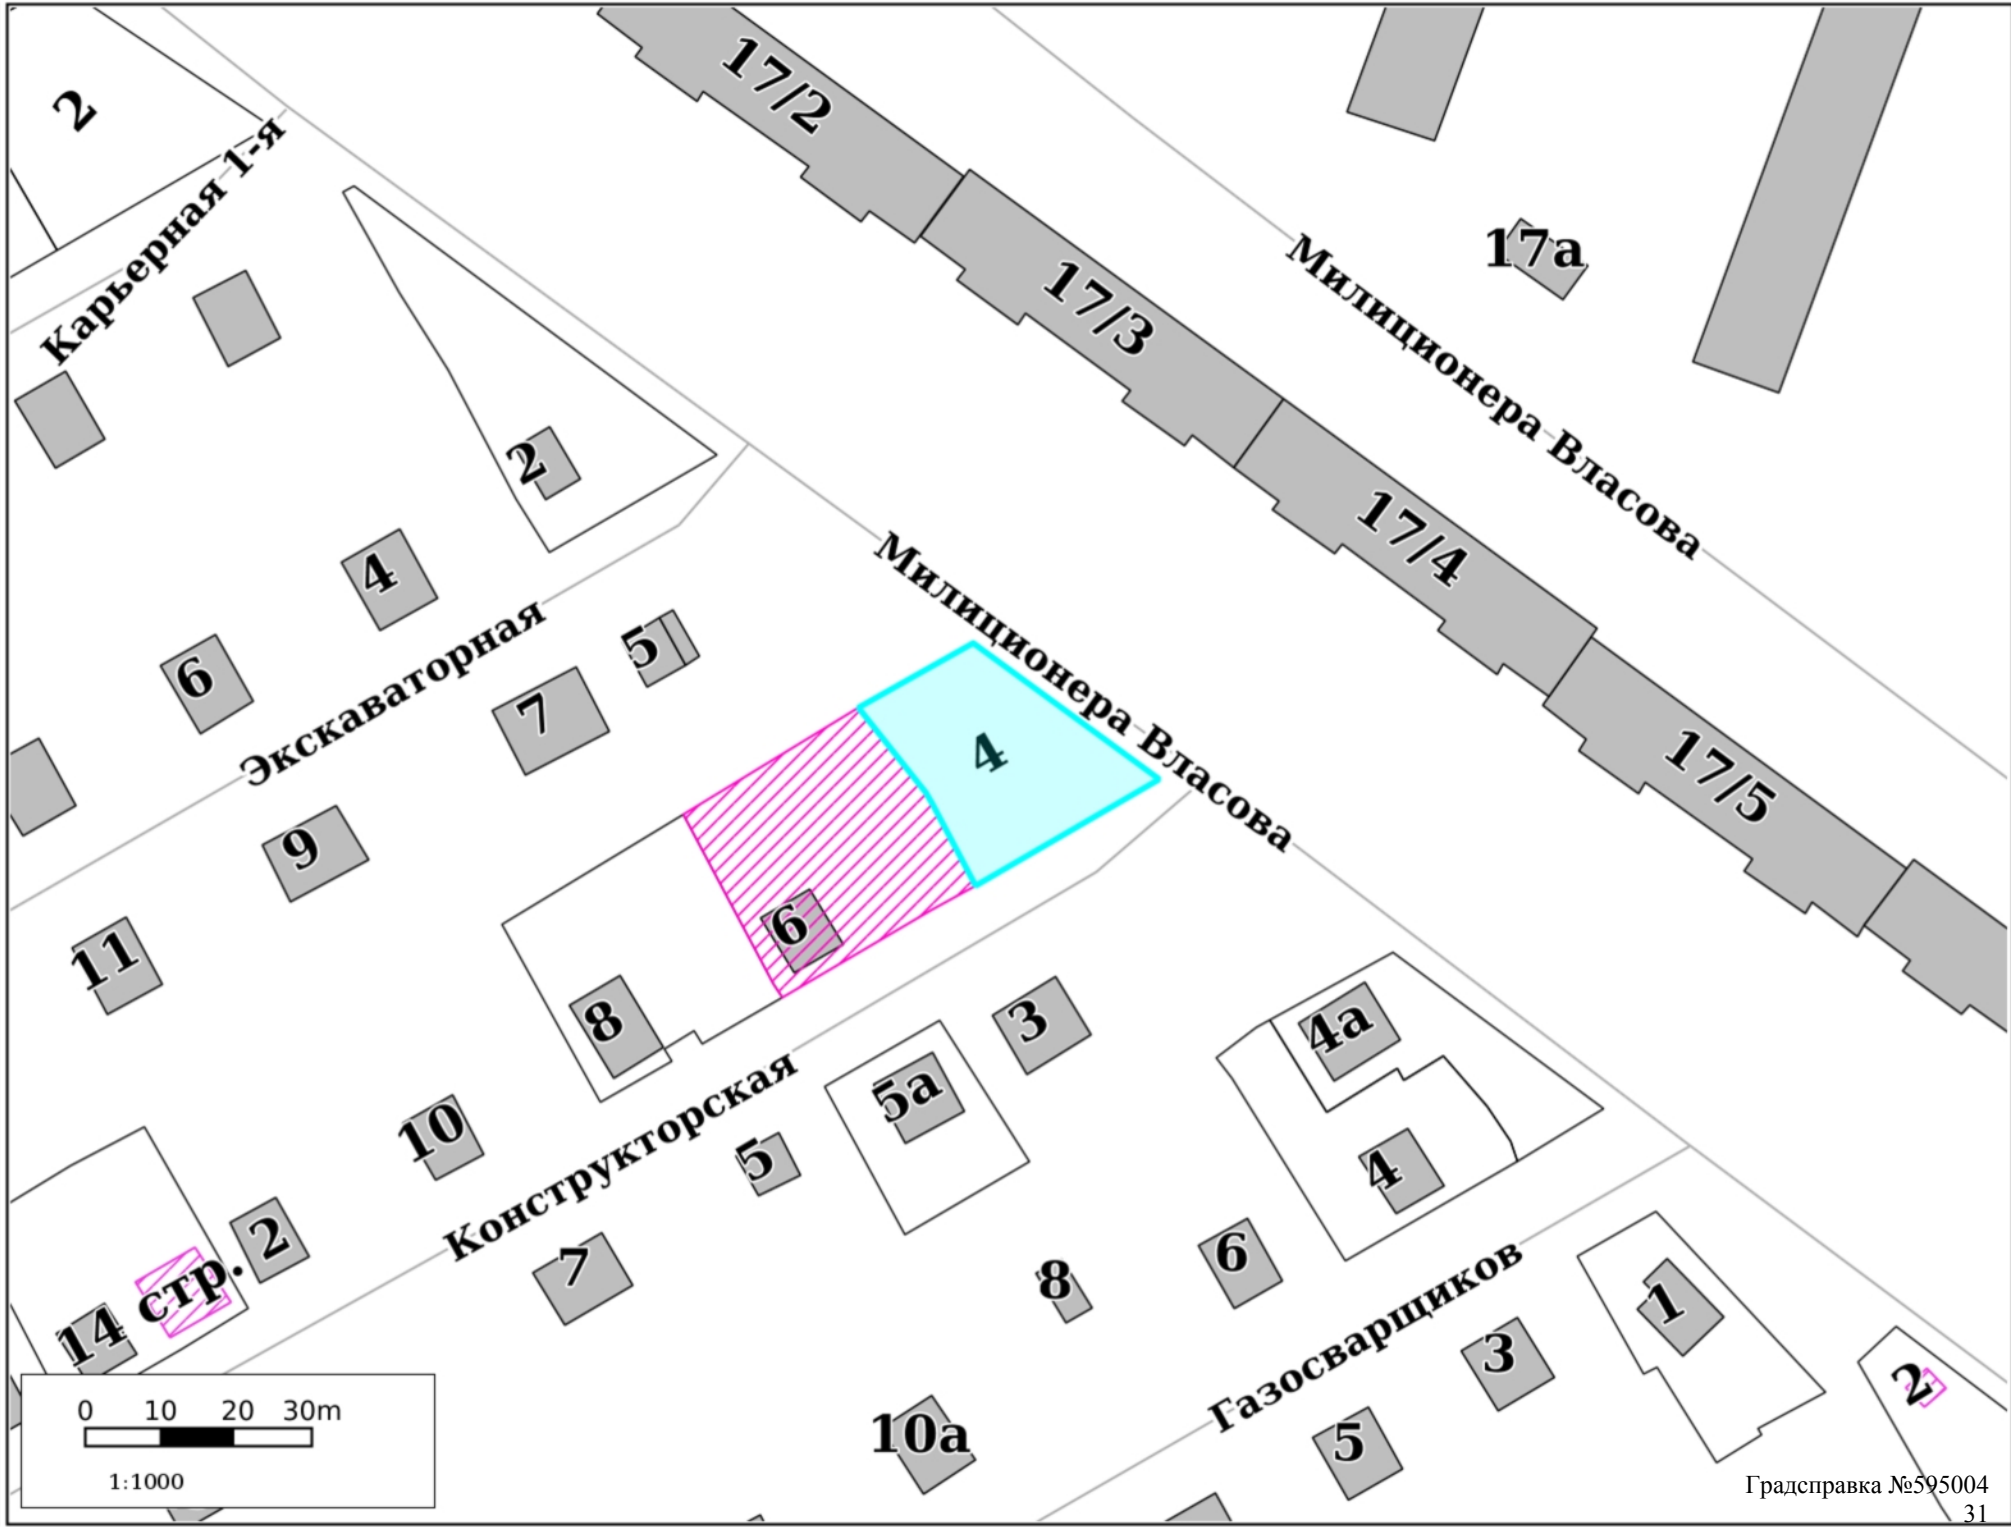 17/2
2
Карьерная 1-я
17а
Милиционера Власова
17/3
2
17/4
4
Милиционера Власова
5
6
Экскаваторная
7
4
17/5
9
6
11
8
3
4а
5а
10
5
4
Конструкторская
2
7
6
8
14 стр.
Газосварщиков
1
3
2
10а
5
0 10 20 30m
1:1000
Градсправка №595004
31